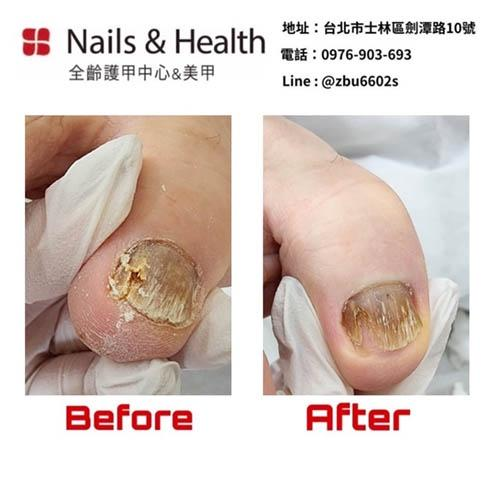 Nails & Health
全齡護甲中心&美甲
地址：台北市士林區劍潭路10號
電話：0976-903-693
Line : @zbu6602s
Before
After